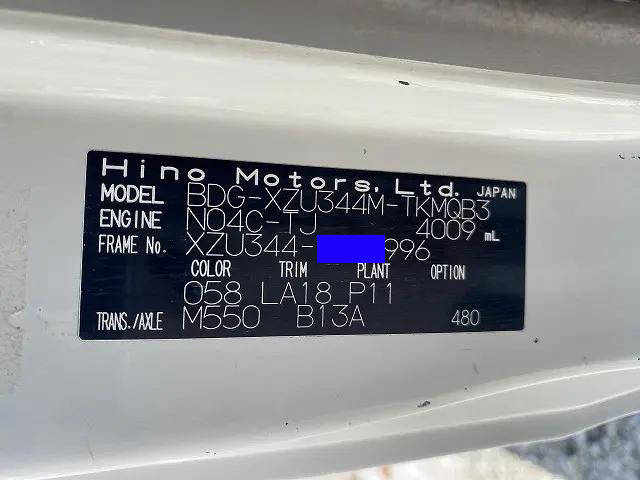 Hino Motors, Ltd. JAPAN
MODEL BDG-XZU344M-TKMQB3
ENGINE N04C-TJ 4009 mL
FRAME No. XZU344- 996
COLOR TRIM PLANT OPTION
058 LA18 P11
TRANS./AXLE M550 B13A 480